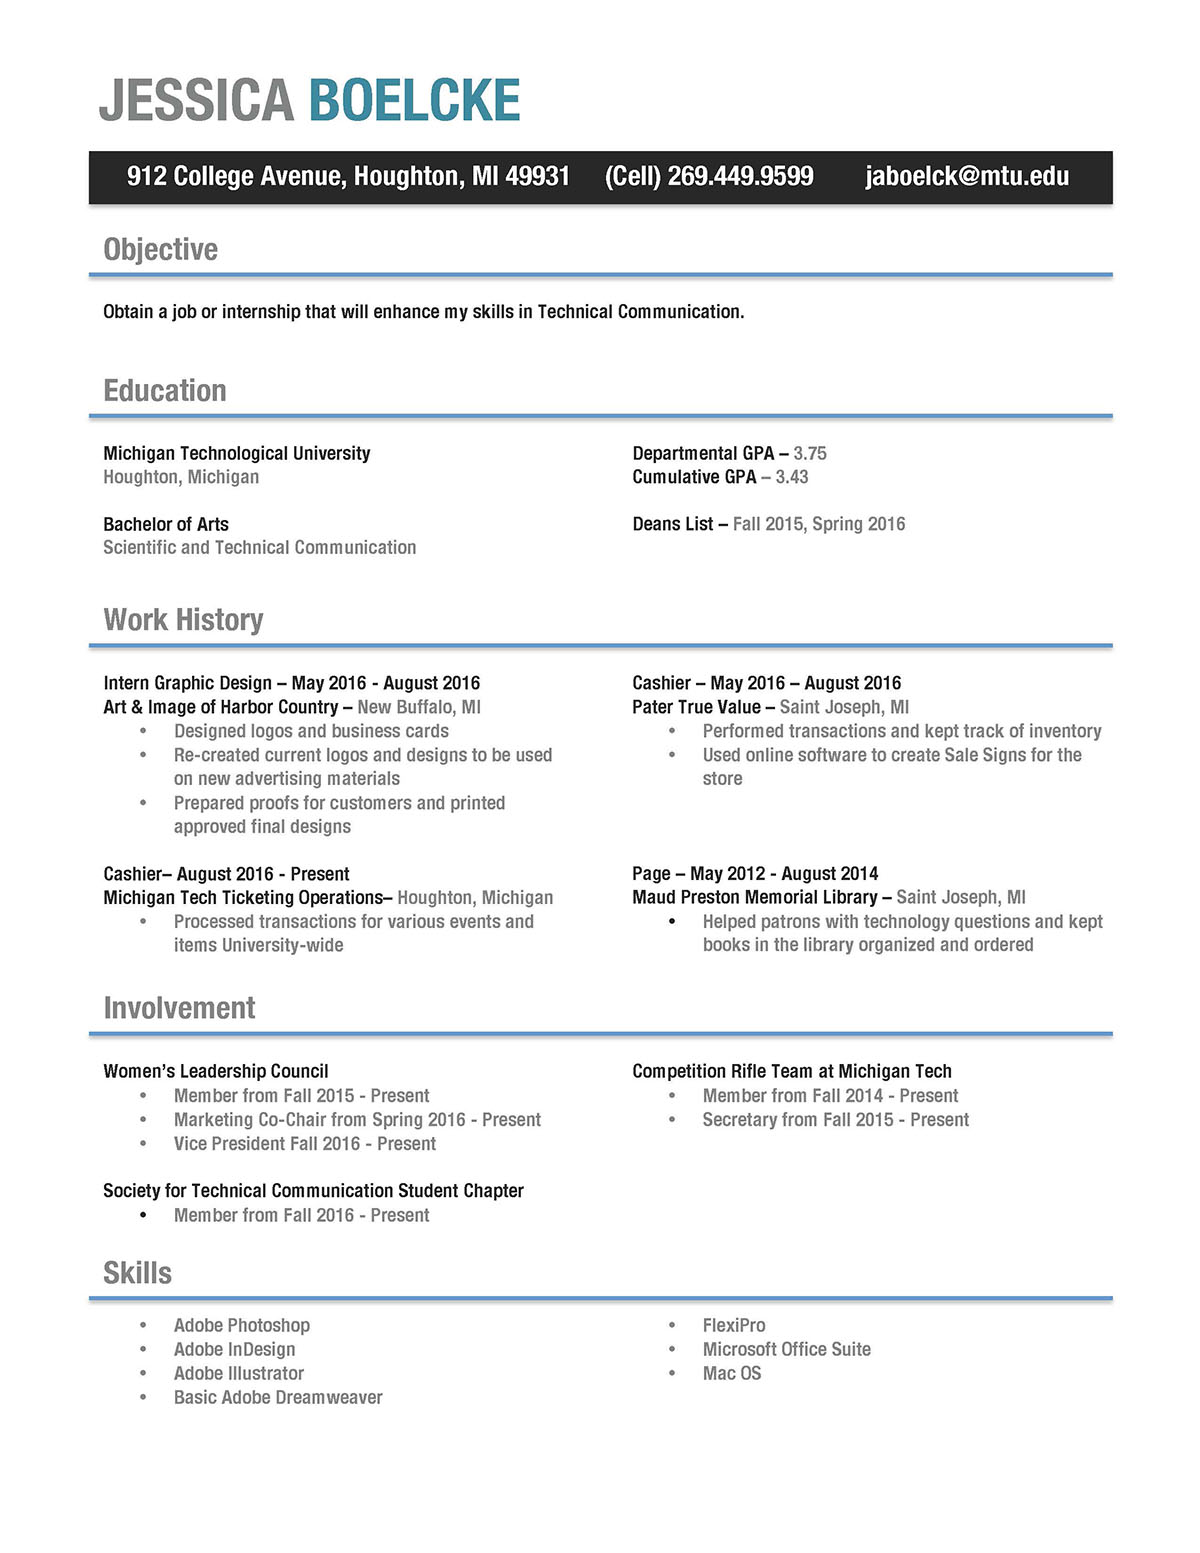 JESSICA BOELCKE
912 College Avenue, Houghton, MI 49931 (Cell) 269.449.9599 jaboelck@mtu.edu
Objective
Obtain a job or internship that will enhance my skills in Technical Communication.
Education
Michigan Technological University
Houghton, Michigan
Bachelor of Arts
Scientific and Technical Communication
Departmental GPA – 3.75
Cumulative GPA – 3.43
Deans List – Fall 2015, Spring 2016
Work History
Intern Graphic Design – May 2016 - August 2016
Art & Image of Harbor Country – New Buffalo, MI
• Designed logos and business cards
• Re-created current logos and designs to be used
on new advertising materials
• Prepared proofs for customers and printed
approved final designs
Cashier – May 2016 – August 2016
Pater True Value – Saint Joseph, MI
• Performed transactions and kept track of inventory
• Used online software to create Sale Signs for the
store
Cashier– August 2016 - Present
Michigan Tech Ticketing Operations– Houghton, Michigan
• Processed transactions for various events and
items University-wide
Page – May 2012 - August 2014
Maud Preston Memorial Library – Saint Joseph, MI
• Helped patrons with technology questions and kept
books in the library organized and ordered
Involvement
Women’s Leadership Council
• Member from Fall 2015 - Present
• Marketing Co-Chair from Spring 2016 - Present
• Vice President Fall 2016 - Present
Society for Technical Communication Student Chapter
• Member from Fall 2016 - Present
Competition Rifle Team at Michigan Tech
• Member from Fall 2014 - Present
• Secretary from Fall 2015 - Present
Skills
• Adobe Photoshop
• Adobe InDesign
• Adobe Illustrator
• Basic Adobe Dreamweaver
• FlexiPro
• Microsoft Office Suite
• Mac OS